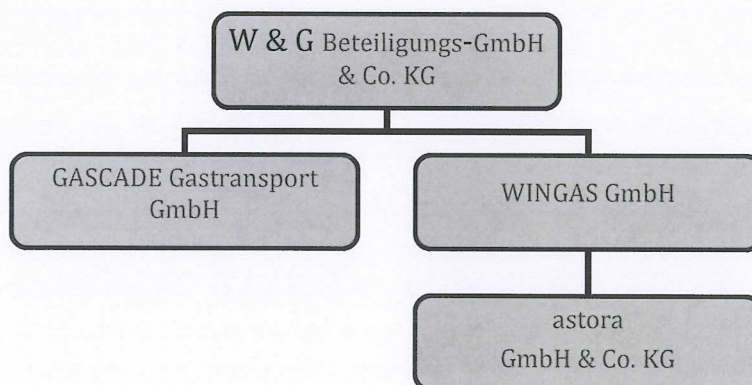 W & G Beteiligungs-GmbH
& Co. KG
GASCADE Gastransport
GmbH
WINGAS GmbH
astora
GmbH & Co. KG